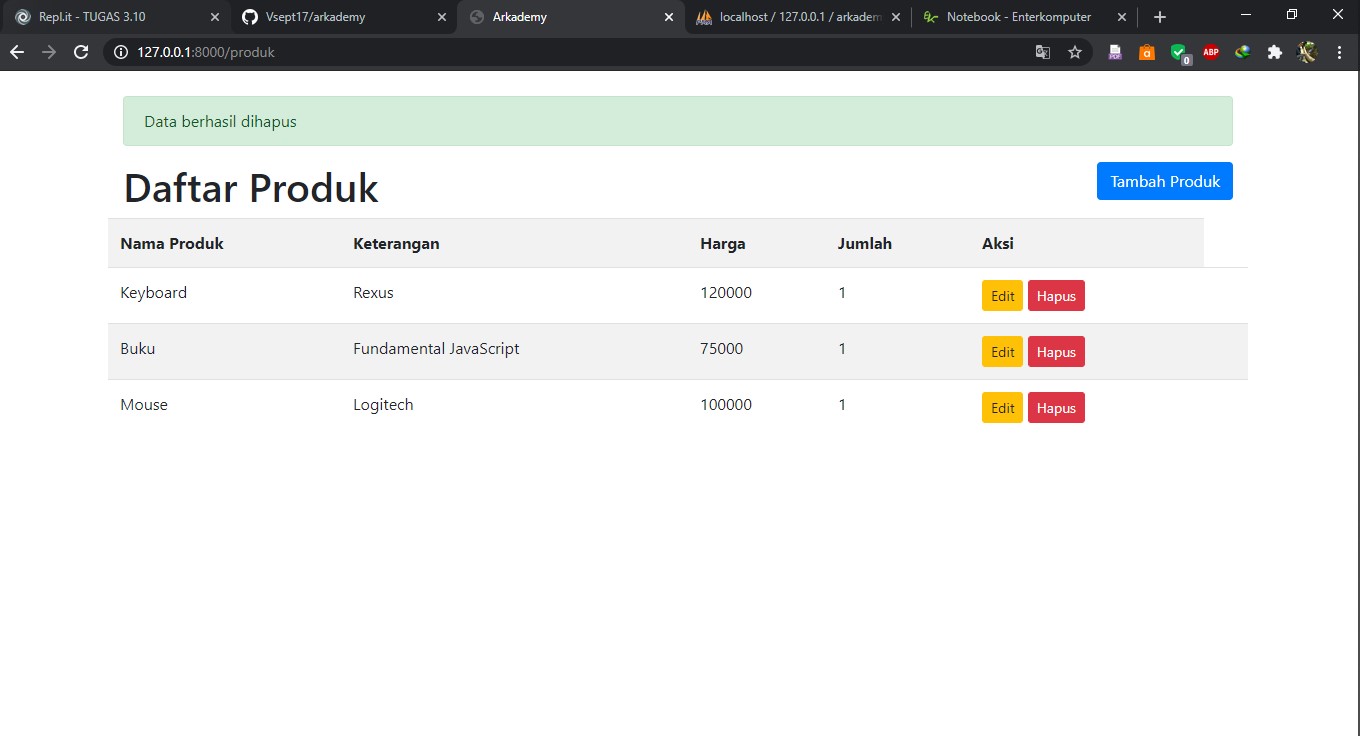 Repl.it - TUGAS 3.10
Vsept17/arkademy
Arkademy
localhost / 127.0.0.1 / arkadem
Notebook - Enterkomputer
127.0.0.1:8000/produk
0
ABP
Data berhasil dihapus
Daftar Produk
Tambah Produk
Nama Produk Keterangan Harga Jumlah Aksi
Keyboard Rexus 120000 1 Edit Hapus
Buku Fundamental JavaScript 75000 1 Edit Hapus
Mouse Logitech 100000 1 Edit Hapus